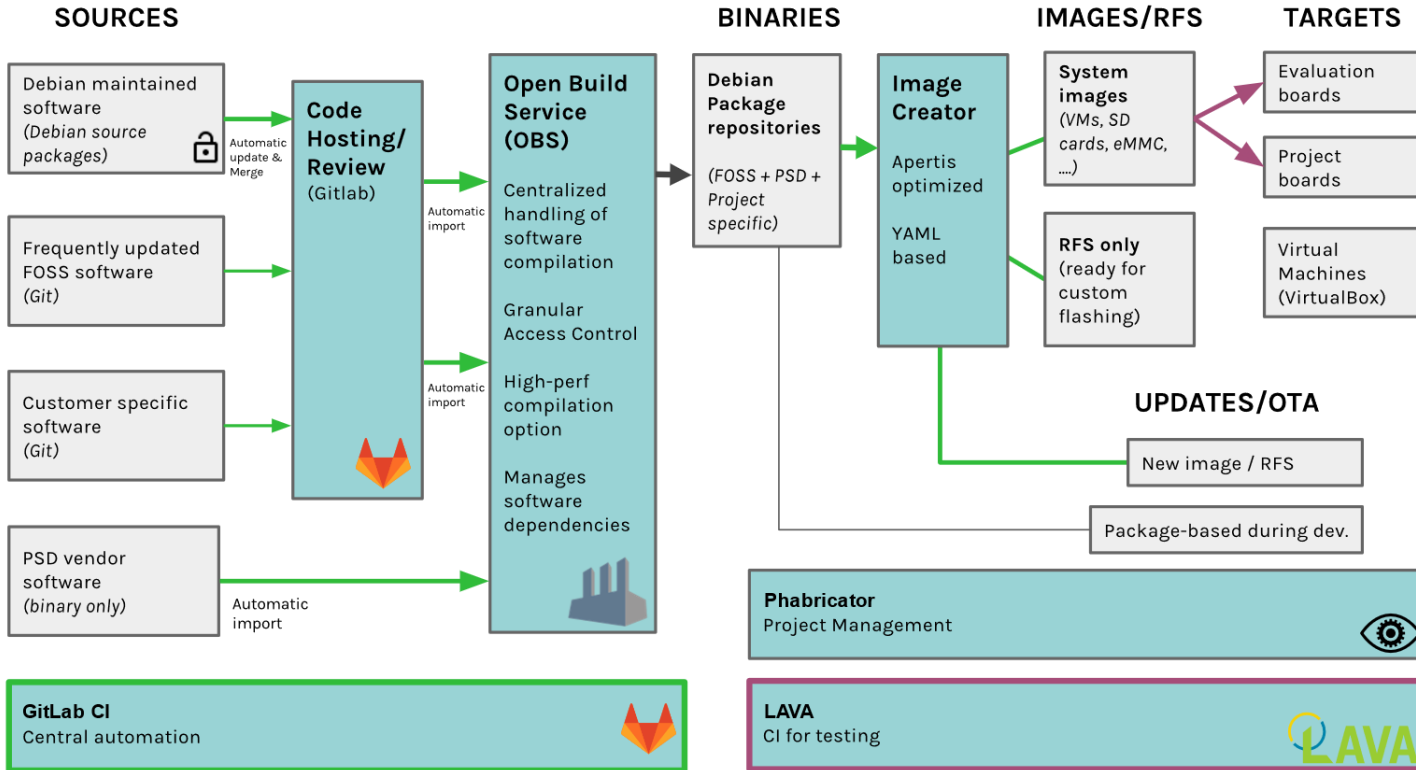 SOURCES
BINARIES
IMAGES/RFS
TARGETS
Debian maintained
software
(Debian source
packages)
Automatic
update &
Merge
Frequently updated
FOSS software
(Git)
Customer specific
software
(Git)
PSD vendor
software
(binary only)
Automatic
import
Code
Hosting/
Review
(Gitlab)
Automatic
import
Automatic
import
Open Build
Service
(OBS)
Centralized
handling of
software
compilation
Granular
Access Control
High-perf
compilation
option
Manages
software
dependencies
Debian
Package
repositories
(FOSS + PSD +
Project
specific)
Image
Creator
Apertis
optimized
YAML
based
System
images
(VMs, SD
cards, eMMC,
....)
RFS only
(ready for
custom
flashing)
Evaluation
boards
Project
boards
Virtual
Machines
(VirtualBox)
UPDATES/OTA
New image / RFS
Package-based during dev.
Phabricator
Project Management
GitLab CI
Central automation
LAVA
CI for testing
LAVA